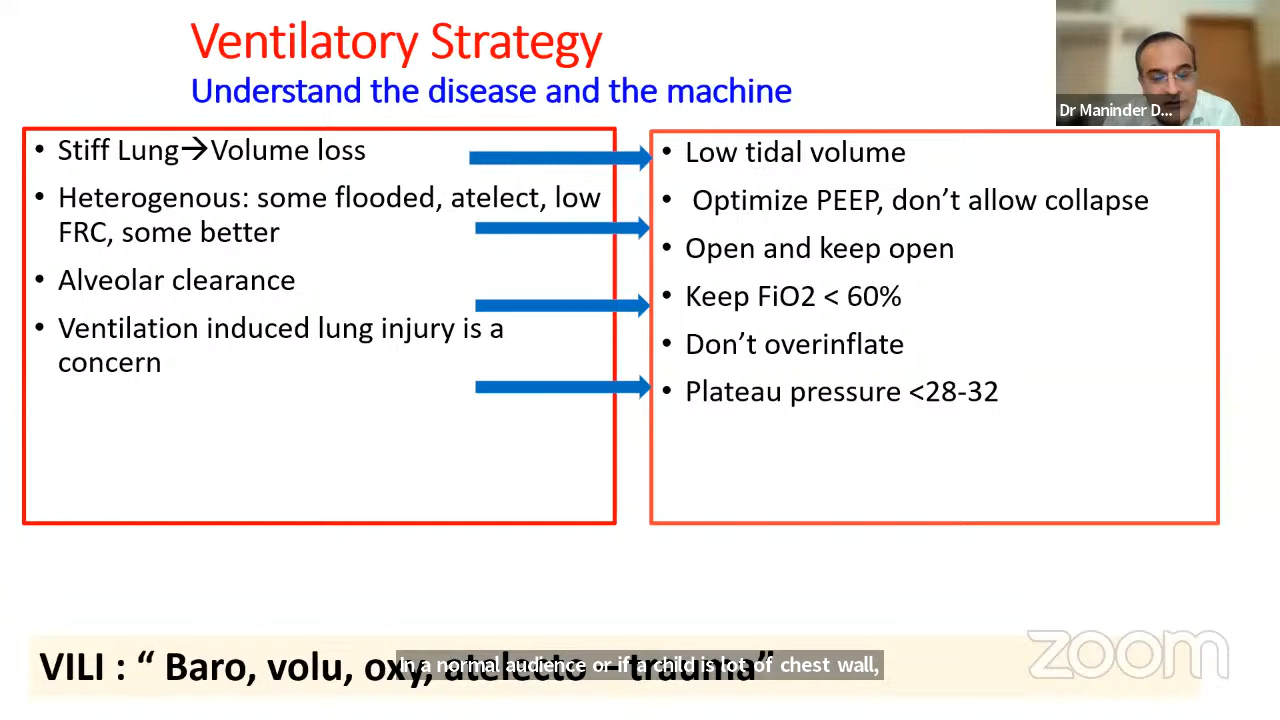 Ventilatory Strategy
Understand the disease and the machine
Dr Maninder D...
• Stiff Lung→Volume loss
• Heterogenous: some flooded, atelect, low
FRC, some better
• Alveolar clearance
• Ventilation induced lung injury is a
concern
• Low tidal volume
• Optimize PEEP, don't allow collapse
• Open and keep open
• Keep FiO2 < 60%
• Don't overinflate
• Plateau pressure <28-32
zoom
VILI : “ Baro, volu, oxy, atelecto trauma”
In a normal audience or if a child is lot of chest wall,